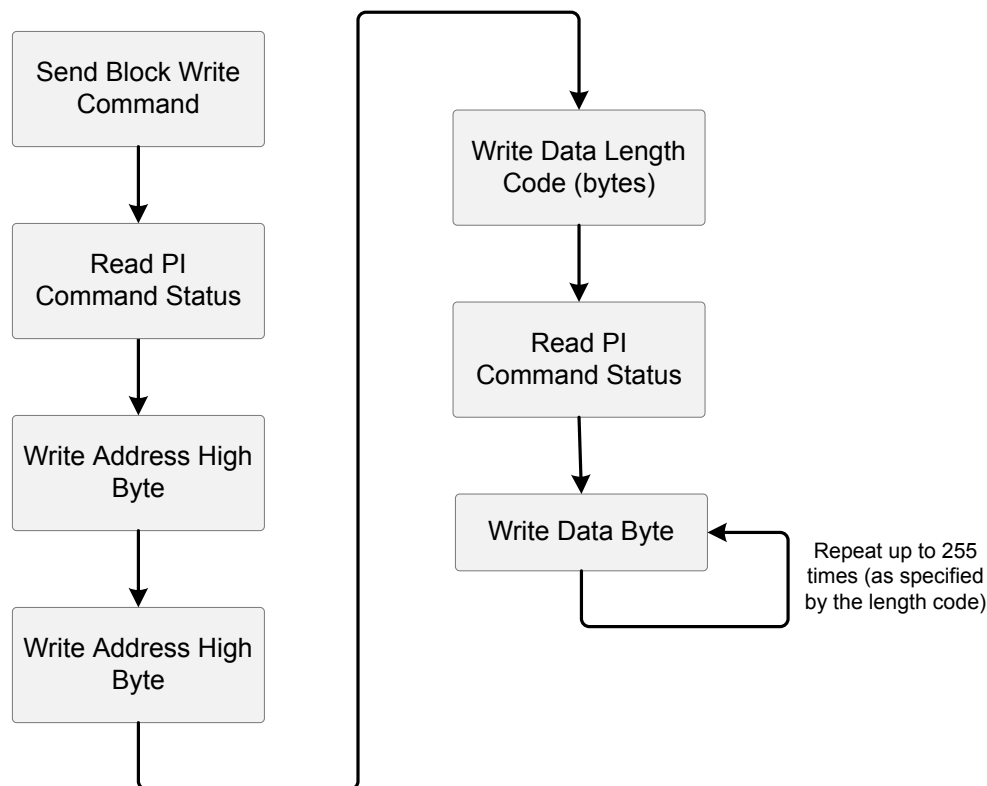 Send Block Write
Command
Read PI
Command Status
Write Address High
Byte
Write Address High
Byte
Write Data Length
Code (bytes)
Read PI
Command Status
Write Data Byte
Repeat up to 255
times (as specified
by the length code)